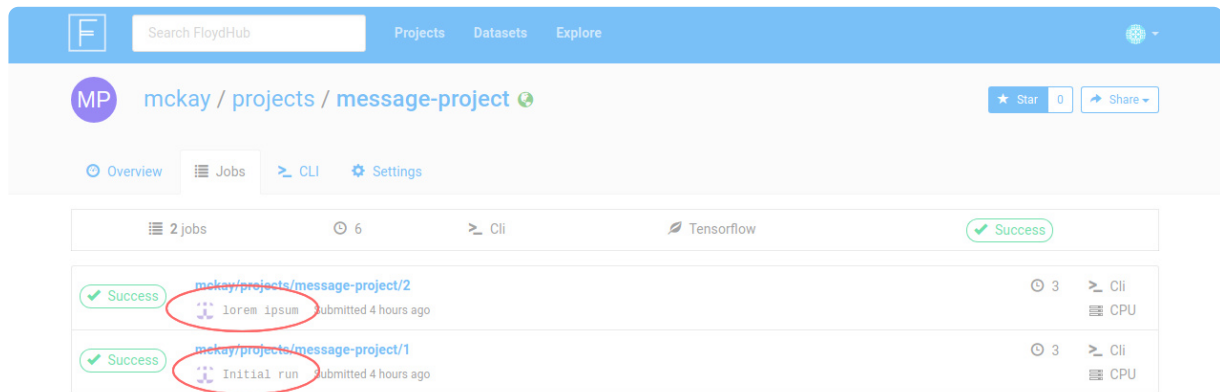 F Search FloydHub Projects Datasets Explore
MP mckay / projects / message-project Star 0 Share
Overview Jobs CLI Settings
2 jobs 6 Cli Tensorflow Success
Success mckay/projects/message-project/2 3 Cli
lorem ipsum Submitted 4 hours ago CPU
Success mckay/projects/message-project/1 3 Cli
Initial run Submitted 4 hours ago CPU